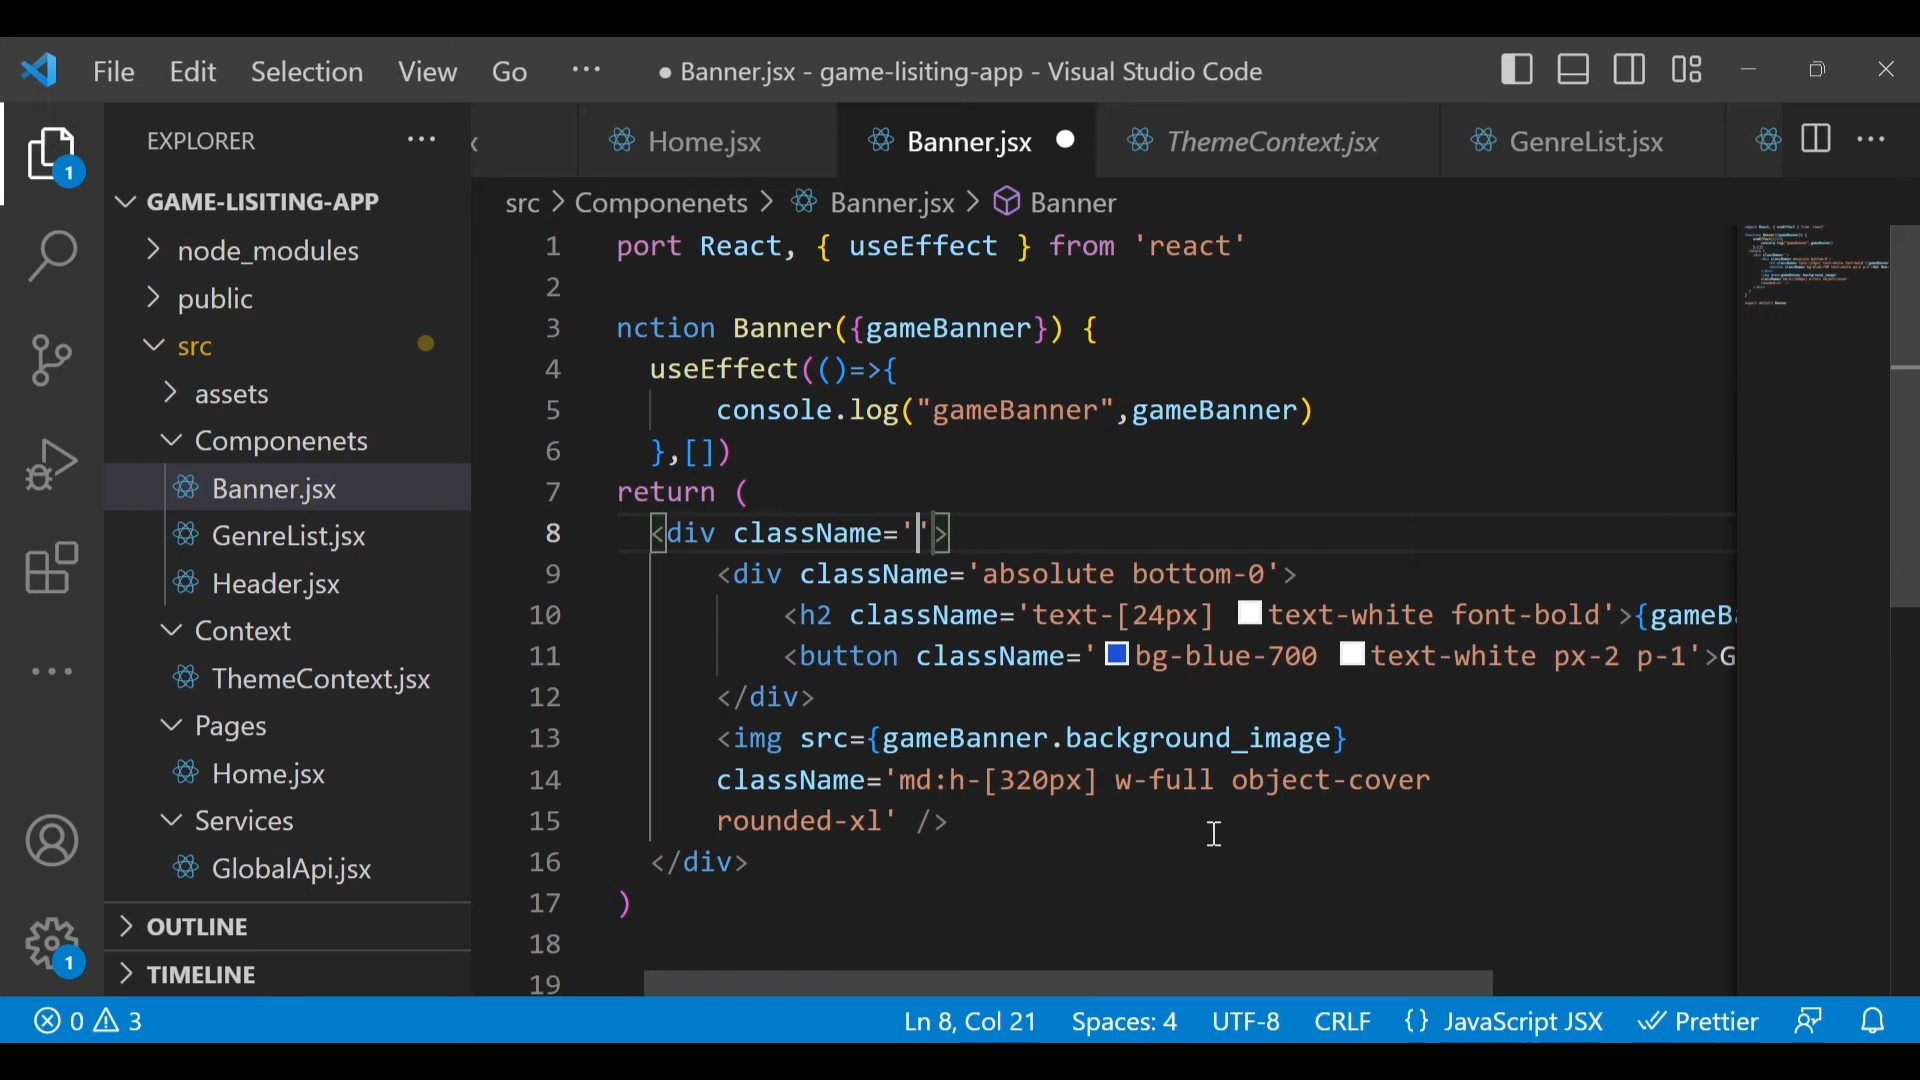 File Edit Selection View Go ··· ● Banner.jsx - game-lisiting-app - Visual Studio Code
EXPLORER ···
Home.jsx Banner.jsx ● ThemeContext.jsx GenreList.jsx ···
1
GAME-LISITING-APP
node_modules
public
src
assets
Componenets
Banner.jsx
GenreList.jsx
Header.jsx
Context
ThemeContext.jsx
Pages
Home.jsx
Services
GlobalApi.jsx
OUTLINE
TIMELINE
1
src > Componenets > Banner.jsx > Banner
1 port React, { useEffect } from 'react'
2
3 nction Banner({gameBanner}) {
4 useEffect(()=>{
5 console.log("gameBanner",gameBanner)
6 },[])
7 return (
8 <div className=''>
9 <div className='absolute bottom-0'>
10 <h2 className='text-[24px] text-white font-bold'>{gameBa
11 <button className='bg-blue-700 text-white px-2 p-1'>G
12 </div>
13 <img src={gameBanner.background_image}
14 className='md:h-[320px] w-full object-cover
15 rounded-xl' />
16 </div>
17 )
18
19
0 3 Ln 8, Col 21 Spaces: 4 UTF-8 CRLF {} JavaScript JSX Prettier